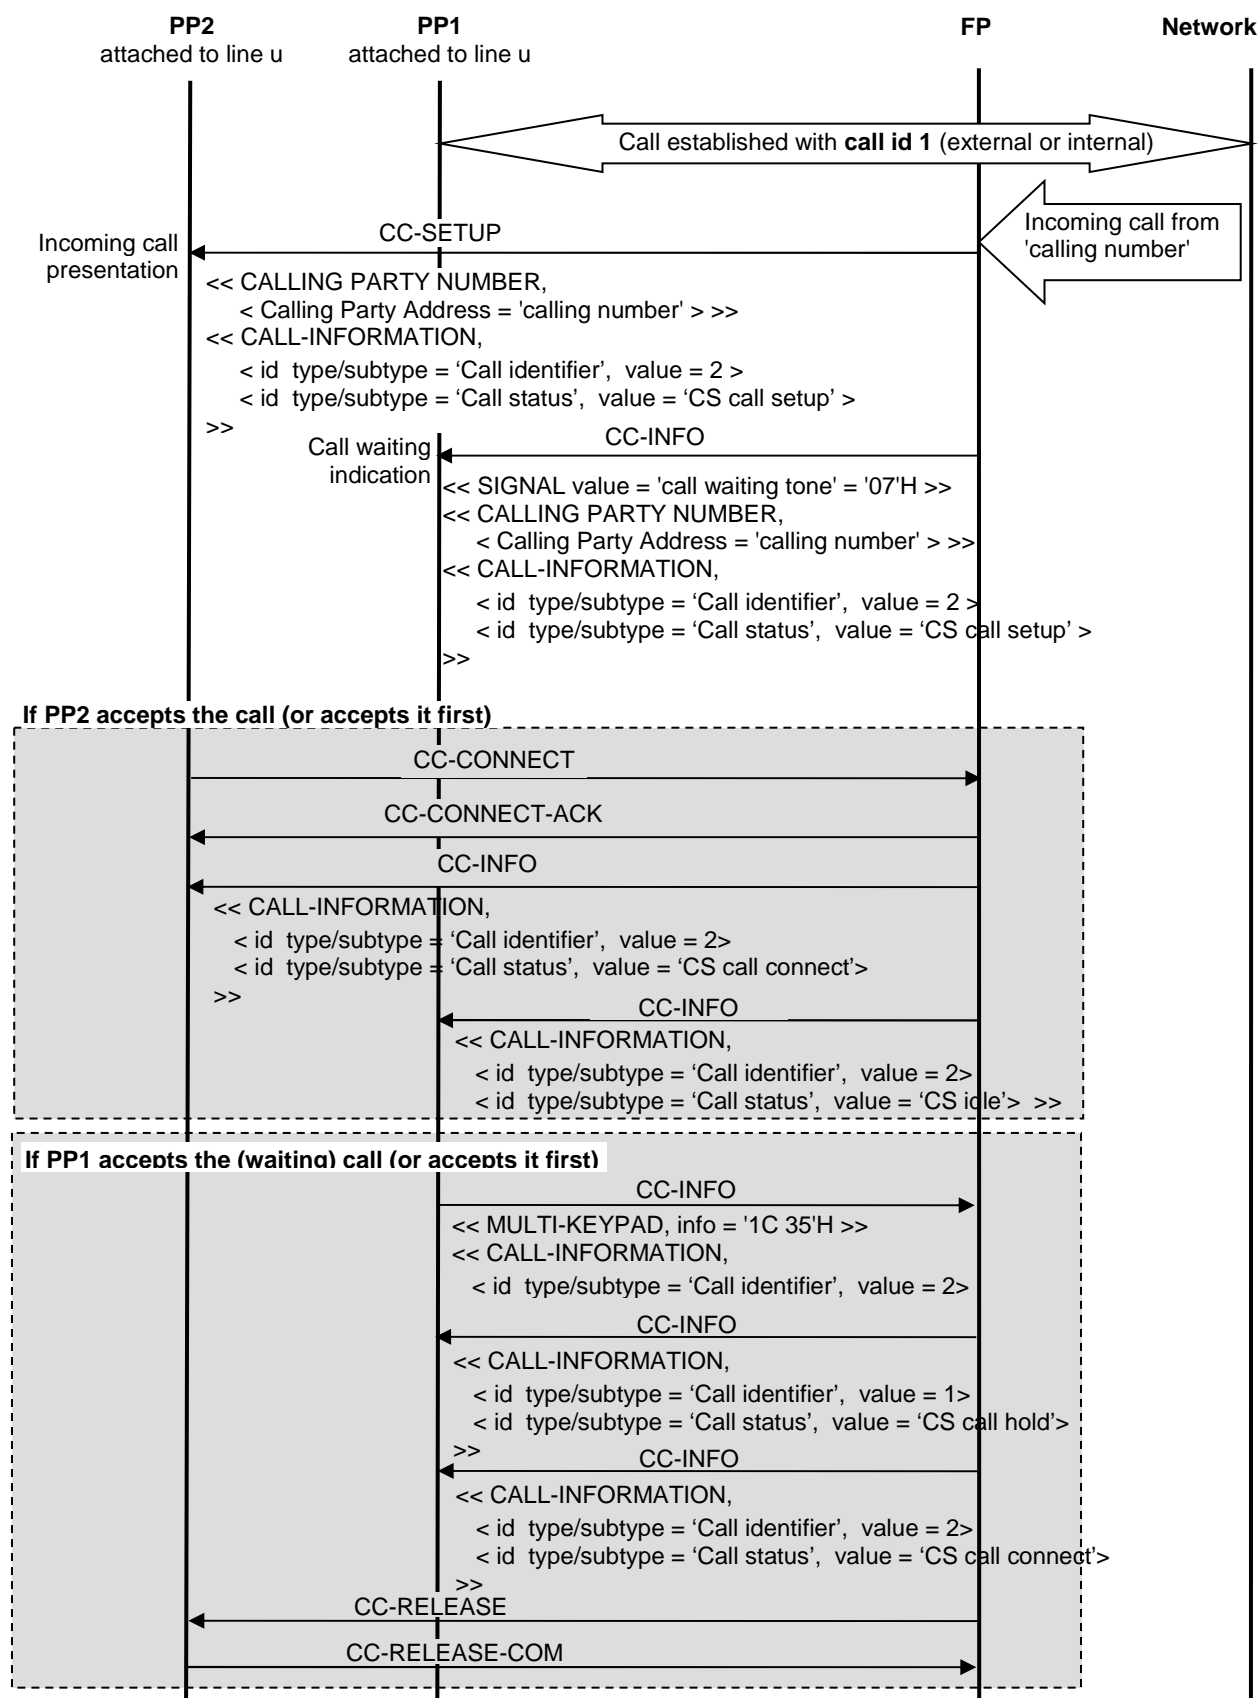 PP2
attached to line u
PP1
attached to line u
FP
Network
Call established with call id 1 (external or internal)
Incoming call from
'calling number'
CC-SETUP
Incoming call
presentation
<< CALLING PARTY NUMBER,
< Calling Party Address = 'calling number' > >>
<< CALL-INFORMATION,
< id type/subtype = ‘Call identifier’, value = 2 >
< id type/subtype = ‘Call status’, value = ‘CS call setup’ >
>>
CC-INFO
Call waiting
indication
<< SIGNAL value = 'call waiting tone' = '07'H >>
<< CALLING PARTY NUMBER,
< Calling Party Address = 'calling number' > >>
<< CALL-INFORMATION,
< id type/subtype = ‘Call identifier’, value = 2 >
< id type/subtype = ‘Call status’, value = ‘CS call setup’ >
>>
If PP2 accepts the call (or accepts it first)
CC-CONNECT
CC-CONNECT-ACK
CC-INFO
<< CALL-INFORMATION,
< id type/subtype = ‘Call identifier’, value = 2>
< id type/subtype = ‘Call status’, value = ‘CS call connect’>
>>
CC-INFO
<< CALL-INFORMATION,
< id type/subtype = ‘Call identifier’, value = 2>
< id type/subtype = ‘Call status’, value = ‘CS idle’> >>
If PP1 accepts the (waiting) call (or accepts it first)
CC-INFO
<< MULTI-KEYPAD, info = '1C 35'H >>
<< CALL-INFORMATION,
< id type/subtype = ‘Call identifier’, value = 2>
CC-INFO
<< CALL-INFORMATION,
< id type/subtype = ‘Call identifier’, value = 1>
< id type/subtype = ‘Call status’, value = ‘CS call hold’>
>>
CC-INFO
<< CALL-INFORMATION,
< id type/subtype = ‘Call identifier’, value = 2>
< id type/subtype = ‘Call status’, value = ‘CS call connect’>
>>
CC-RELEASE
CC-RELEASE-COM